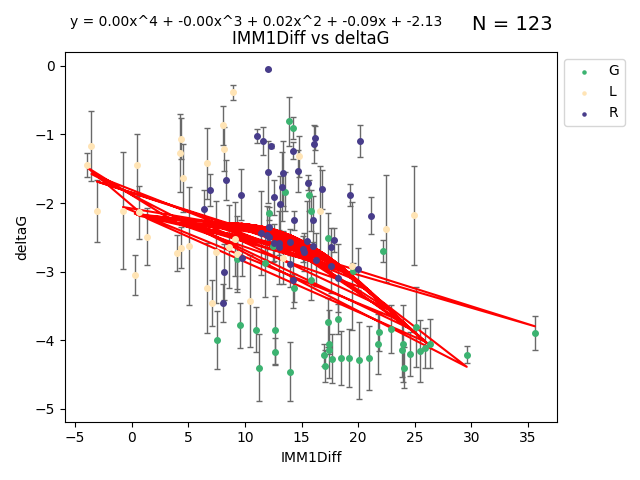 y = 0.00x^4 + -0.00x^3 + 0.02x^2 + -0.09x + -2.13
N = 123
IMM1Diff vs deltaG
G
L
R
deltaG
0
−1
−2
−3
−4
−5
−5 0 5 10 15 20 25 30 35
IMM1Diff